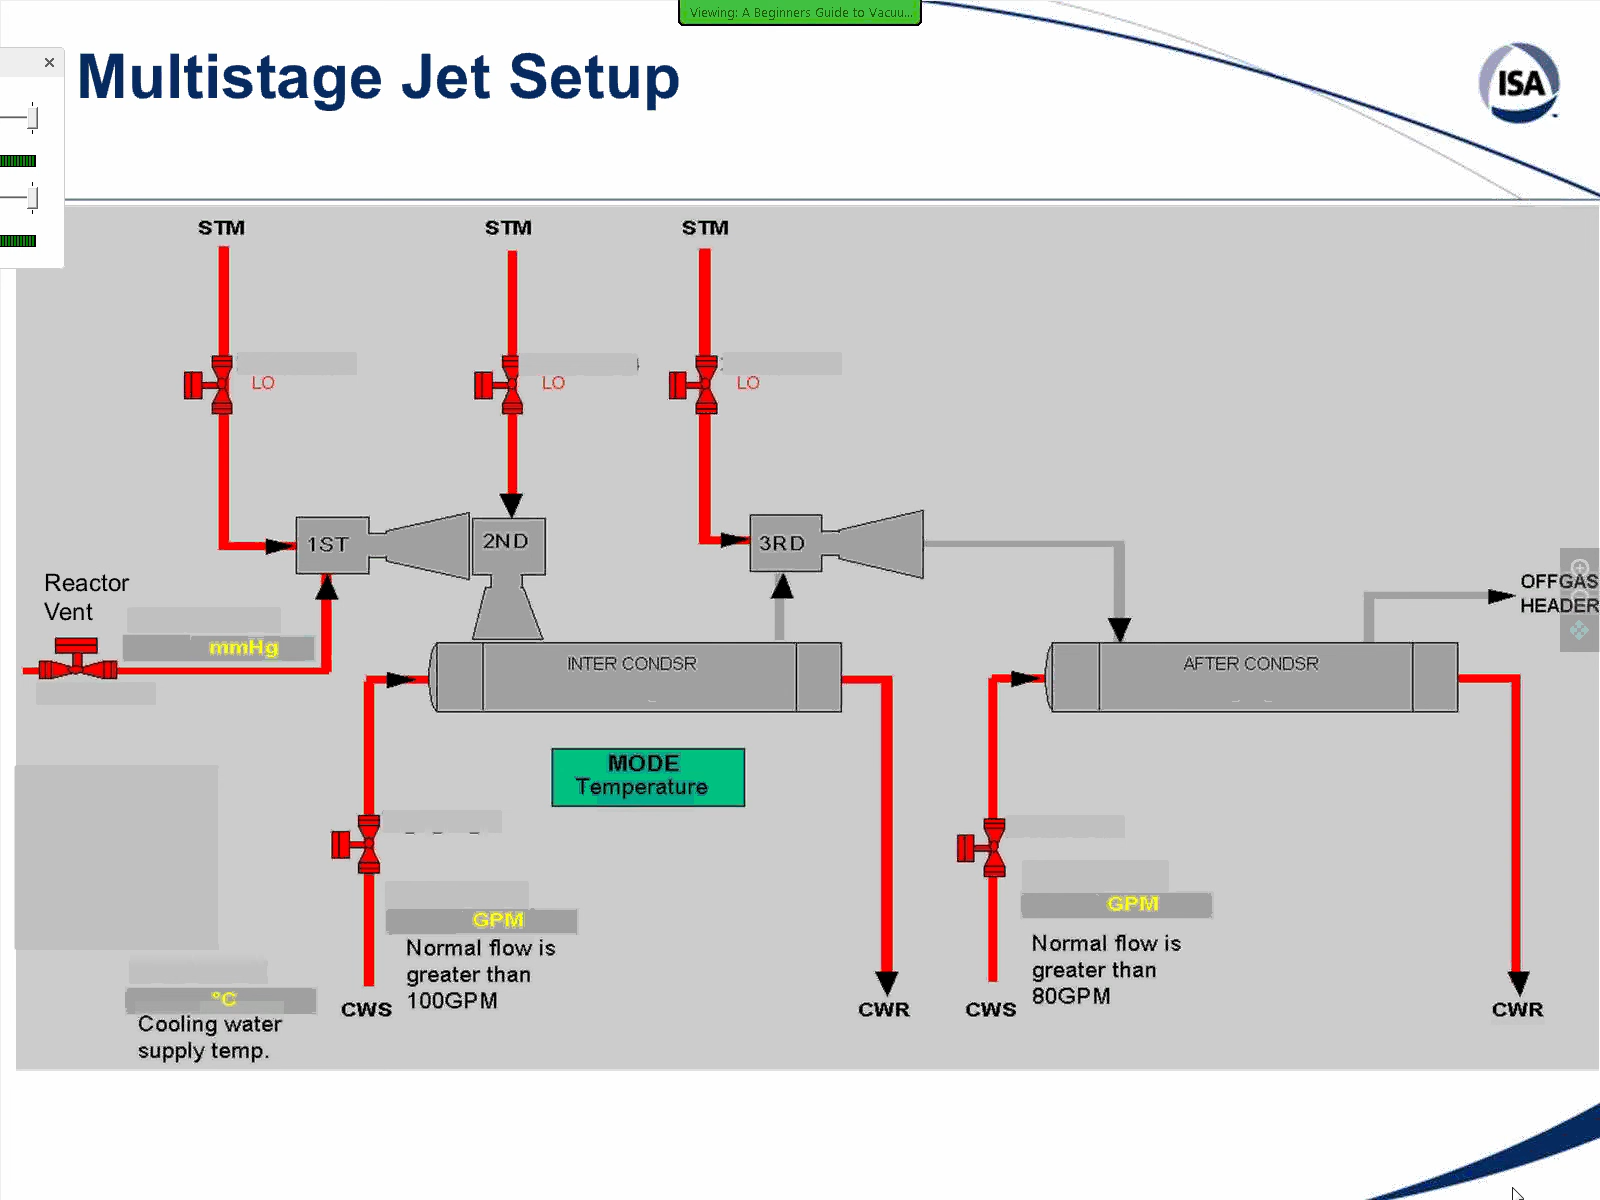 Viewing: A Beginners Guide to Vacuu...
Multistage Jet Setup
ISA
STM
STM
STM
LO
LO
LO
1ST
2ND
3RD
Reactor
Vent
mmHg
OFFGAS
HEADER
INTER CONDSR
AFTER CONDSR
MODE
Temperature
GPM
Normal flow is
greater than
100GPM
GPM
Normal flow is
greater than
80GPM
°C
Cooling water
supply temp.
CWS
CWR
CWS
CWR